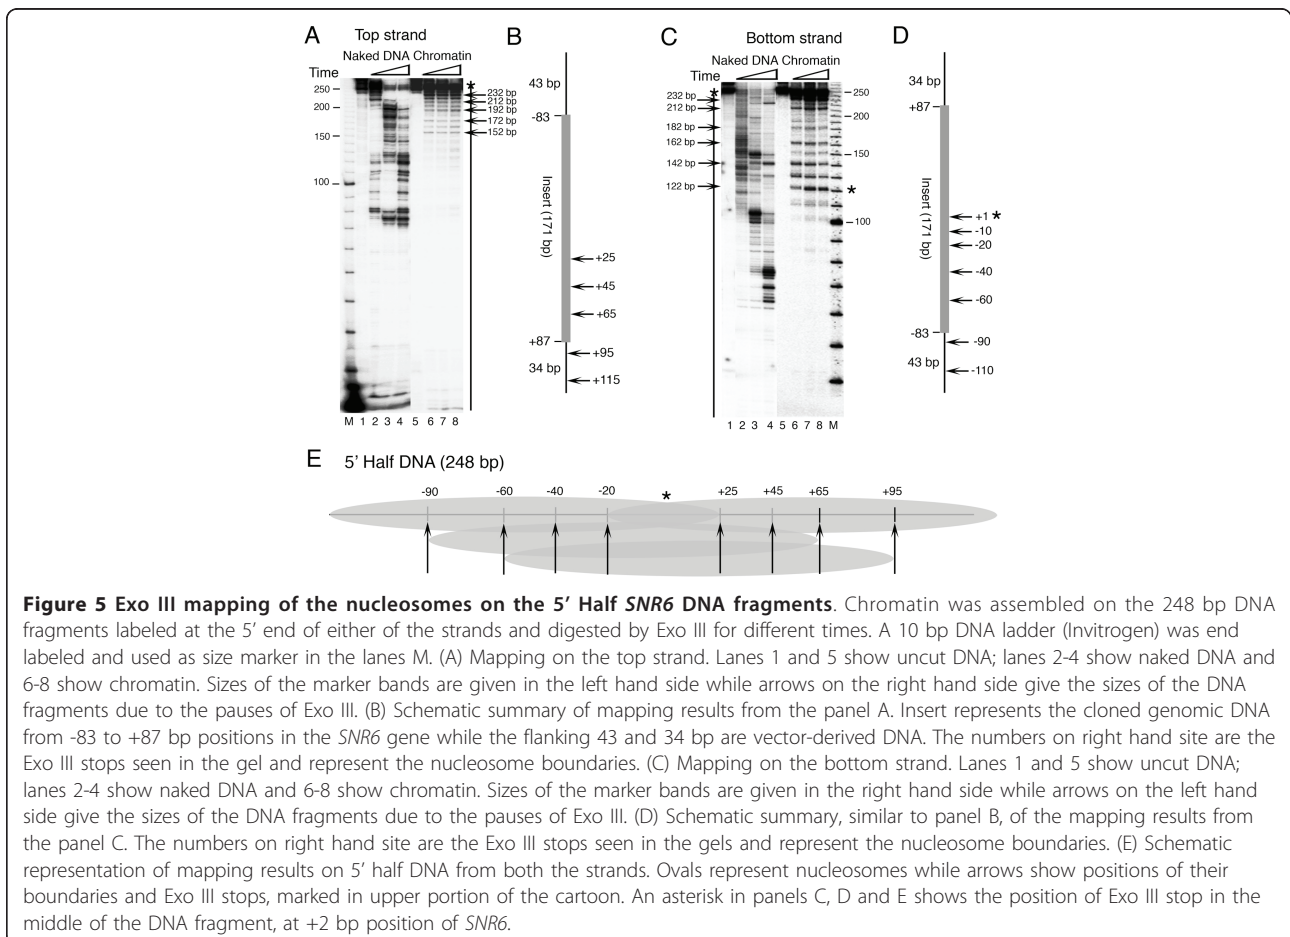 A
Top strand
Naked DNA Chromatin
Time
250
200
150
100
*
232 bp
212 bp
192 bp
172 bp
152 bp
M 1 2 3 4 5 6 7 8
B
43 bp
-83
Insert (171 bp)
+25
+45
+65
+87
+95
34 bp
+115
C
Bottom strand
Naked DNA Chromatin
Time
*
232 bp
212 bp
182 bp
162 bp
142 bp
122 bp
250
200
150
*
100
1 2 3 4 5 6 7 8 M
D
34 bp
+87
Insert (171 bp)
+1 *
-10
-20
-40
-60
-83
-90
43 bp
-110
E 5' Half DNA (248 bp)
-90 -60 -40 -20 * +25 +45 +65 +95
Figure 5 Exo III mapping of the nucleosomes on the 5' Half SNR6 DNA fragments. Chromatin was assembled on the 248 bp DNA
fragments labeled at the 5' end of either of the strands and digested by Exo III for different times. A 10 bp DNA ladder (Invitrogen) was end
labeled and used as size marker in the lanes M. (A) Mapping on the top strand. Lanes 1 and 5 show uncut DNA; lanes 2-4 show naked DNA and
6-8 show chromatin. Sizes of the marker bands are given in the left hand side while arrows on the right hand side give the sizes of the DNA
fragments due to the pauses of Exo III. (B) Schematic summary of mapping results from the panel A. Insert represents the cloned genomic DNA
from -83 to +87 bp positions in the SNR6 gene while the flanking 43 and 34 bp are vector-derived DNA. The numbers on right hand site are the
Exo III stops seen in the gel and represent the nucleosome boundaries. (C) Mapping on the bottom strand. Lanes 1 and 5 show uncut DNA;
lanes 2-4 show naked DNA and 6-8 show chromatin. Sizes of the marker bands are given in the right hand side while arrows on the left hand
side give the sizes of the DNA fragments due to the pauses of Exo III. (D) Schematic summary, similar to panel B, of the mapping results from
the panel C. The numbers on right hand site are the Exo III stops seen in the gels and represent the nucleosome boundaries. (E) Schematic
representation of mapping results on 5' half DNA from both the strands. Ovals represent nucleosomes while arrows show positions of their
boundaries and Exo III stops, marked in upper portion of the cartoon. An asterisk in panels C, D and E shows the position of Exo III stop in the
middle of the DNA fragment, at +2 bp position of SNR6.